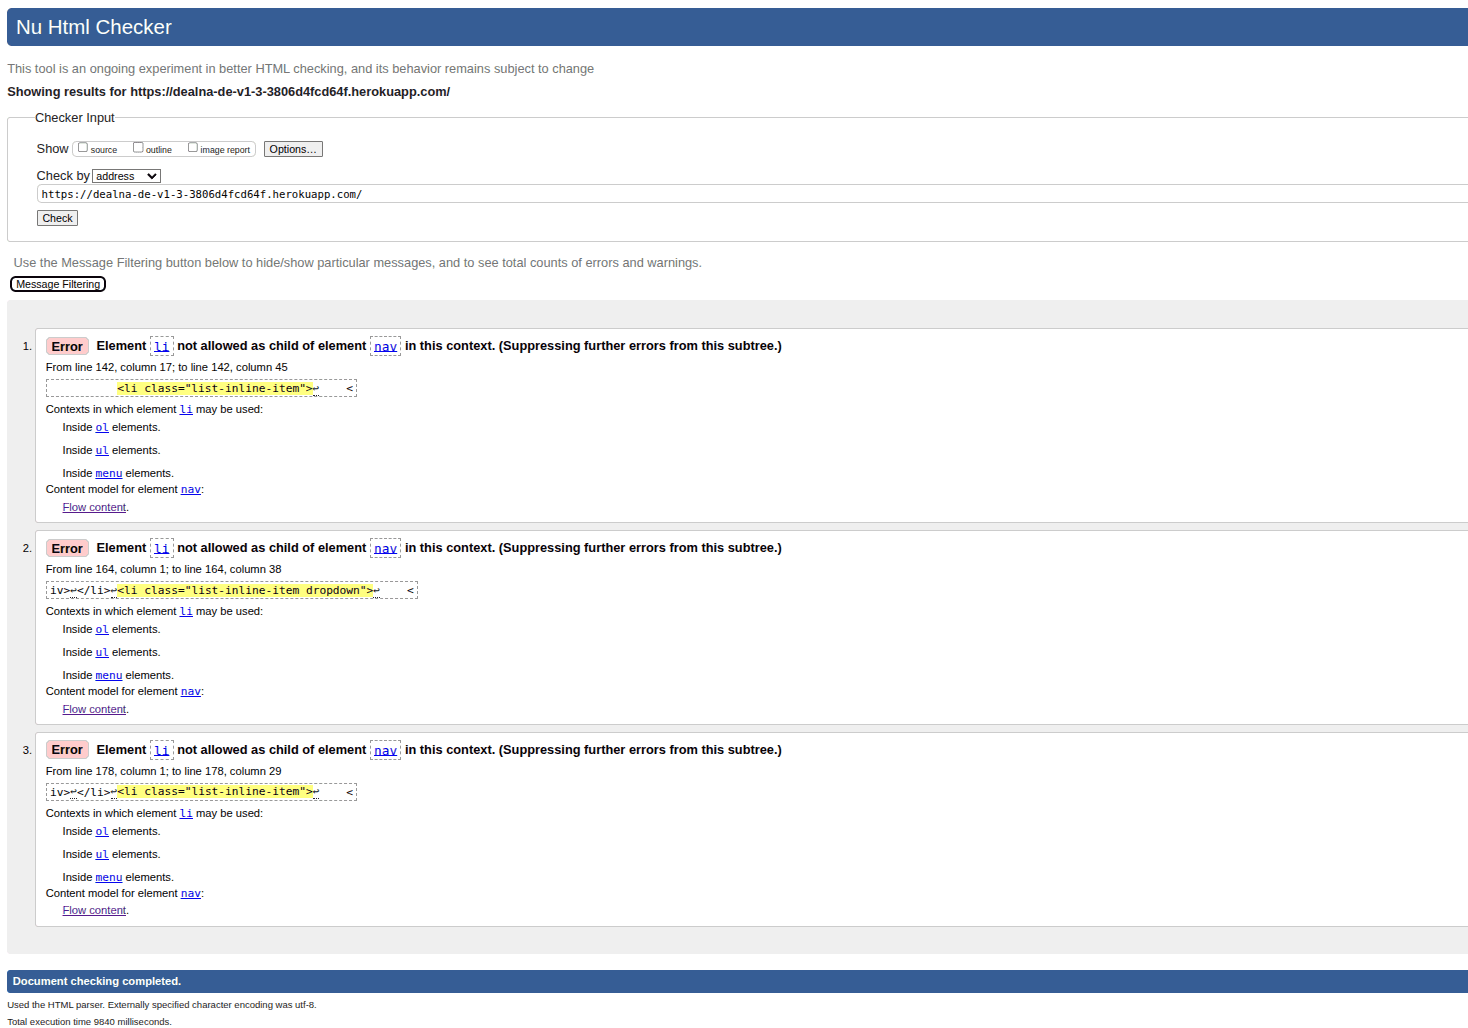 Nu Html Checker
This tool is an ongoing experiment in better HTML checking, and its behavior remains subject to change
Showing results for https://dealna-de-v1-3-3806d4fcd64f.herokuapp.com/
Checker Input
Show source outline image report Options…
Check by address
https://dealna-de-v1-3-3806d4fcd64f.herokuapp.com/
Check
Use the Message Filtering button below to hide/show particular messages, and to see total counts of errors and warnings.
Message Filtering
1. Error Element li not allowed as child of element nav in this context. (Suppressing further errors from this subtree.)
From line 142, column 17; to line 142, column 45
<li class="list-inline-item">↩ <
Contexts in which element li may be used:
Inside ol elements.
Inside ul elements.
Inside menu elements.
Content model for element nav:
Flow content.
2. Error Element li not allowed as child of element nav in this context. (Suppressing further errors from this subtree.)
From line 164, column 1; to line 164, column 38
iv>↩</li>↩<li class="list-inline-item dropdown">↩ <
Contexts in which element li may be used:
Inside ol elements.
Inside ul elements.
Inside menu elements.
Content model for element nav:
Flow content.
3. Error Element li not allowed as child of element nav in this context. (Suppressing further errors from this subtree.)
From line 178, column 1; to line 178, column 29
iv>↩</li>↩<li class="list-inline-item">↩ <
Contexts in which element li may be used:
Inside ol elements.
Inside ul elements.
Inside menu elements.
Content model for element nav:
Flow content.
Document checking completed.
Used the HTML parser. Externally specified character encoding was utf-8.
Total execution time 9840 milliseconds.